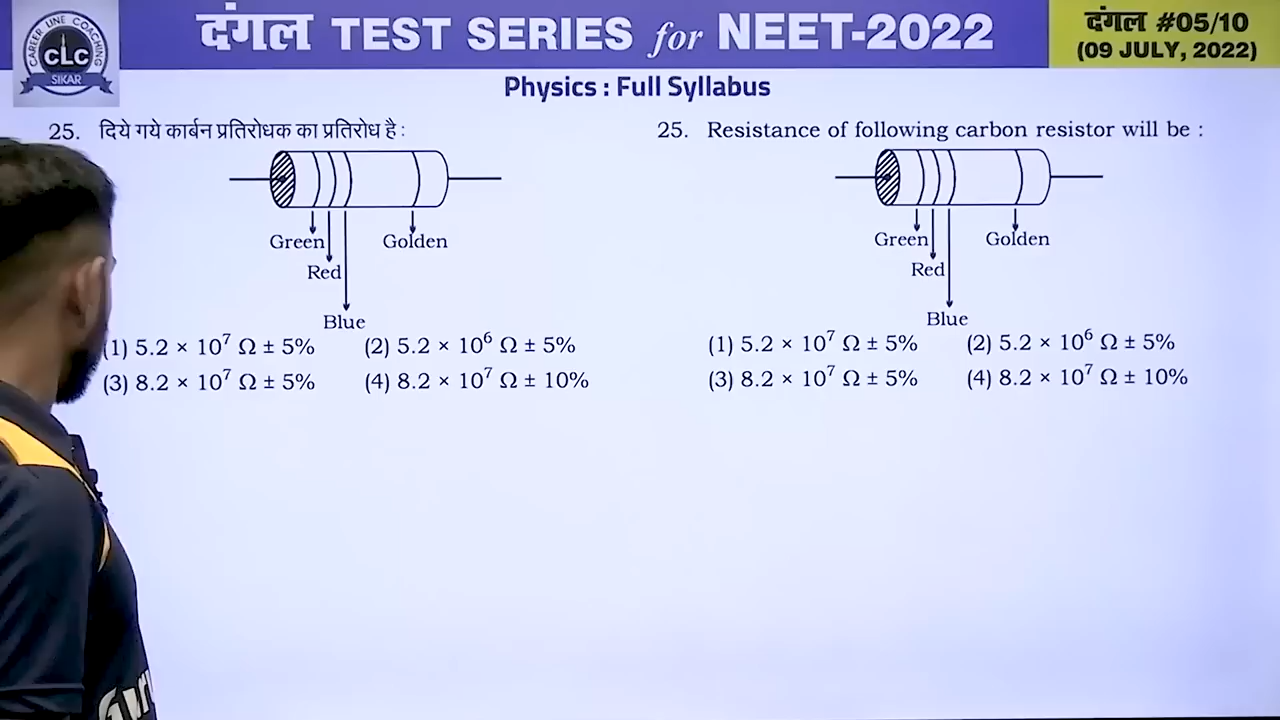 दंगल TEST SERIES for NEET-2022
दंगल #05/10
(09 JULY, 2022)
CAREER LINE COACHING
CLC
SIKAR
Physics : Full Syllabus
25. दिये गये कार्बन प्रतिरोधक का प्रतिरोध है :
Green
Golden
Red
Blue
(1) 5.2 × 10⁷ Ω ± 5% (2) 5.2 × 10⁶ Ω ± 5%
(3) 8.2 × 10⁷ Ω ± 5% (4) 8.2 × 10⁷ Ω ± 10%
25. Resistance of following carbon resistor will be :
Green
Golden
Red
Blue
(1) 5.2 × 10⁷ Ω ± 5% (2) 5.2 × 10⁶ Ω ± 5%
(3) 8.2 × 10⁷ Ω ± 5% (4) 8.2 × 10⁷ Ω ± 10%